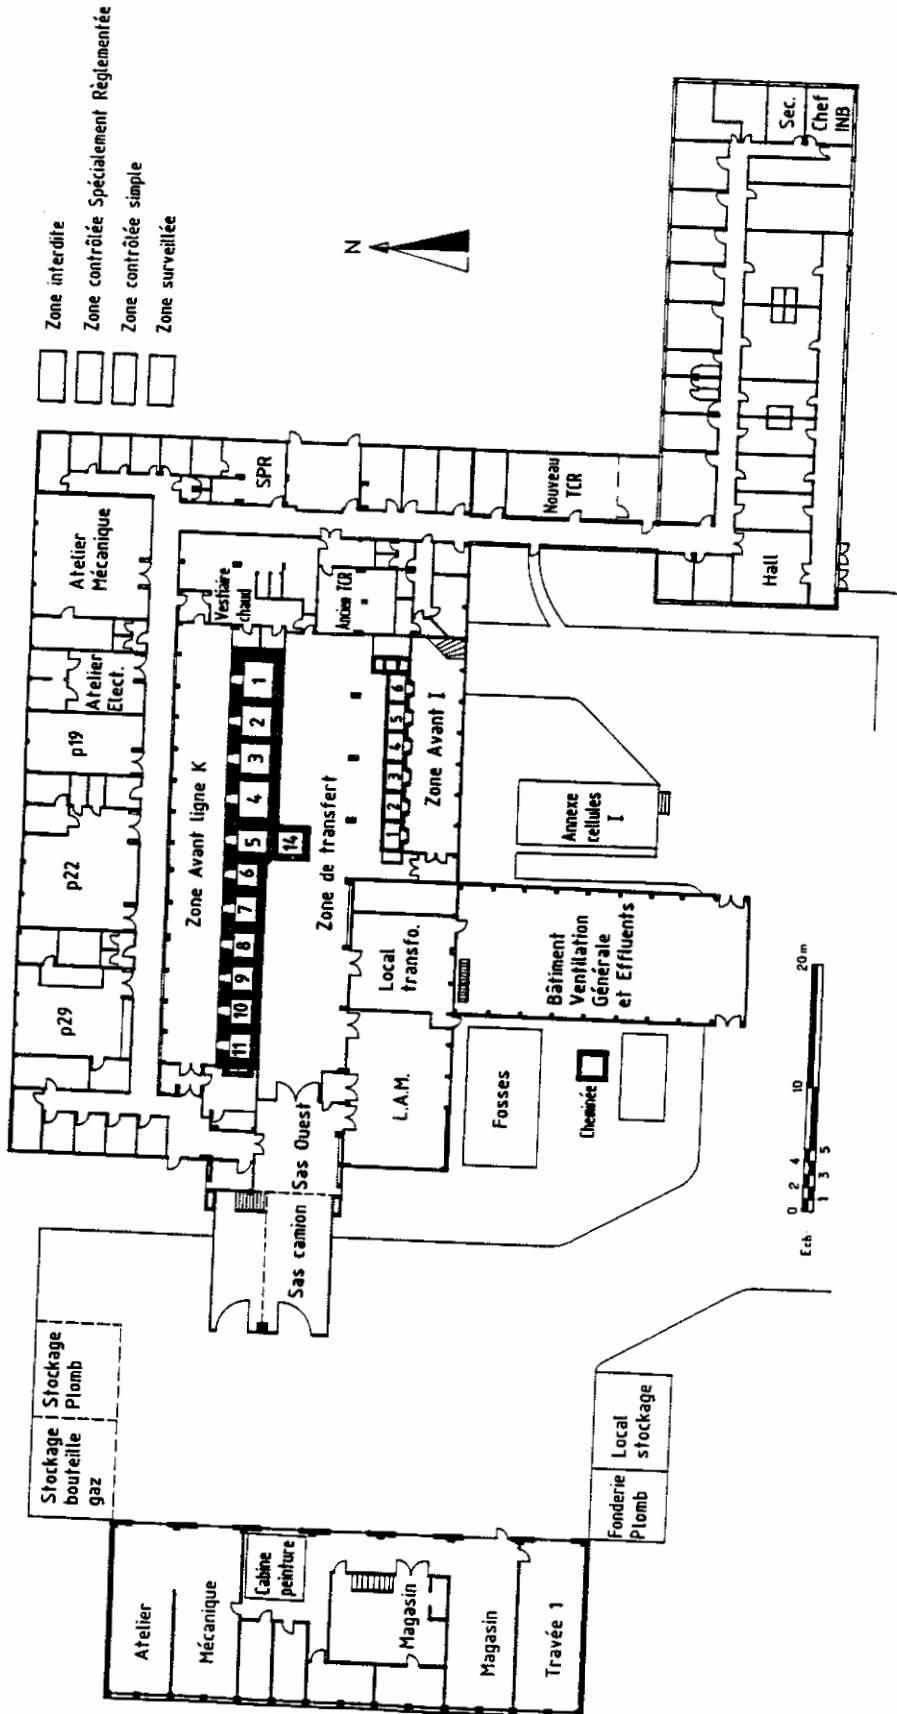 Zone interdite
Zone contrôlée Spécialement Règlementée
Zone contrôlée simple
Zone surveillée
N
Sec.
Chef
INB
Hall
Nouveau
TCR
SPR
Atelier
Mécanique
Atelier
Elect.
p19
p22
p29
Vestiaire
chaud
Ancien TCR
Zone Avant ligne K
1
2
3
4
5
6
7
8
9
10
11
14
Zone de transfert
1
2
3
4
5
6
Zone Avant I
Annexe
cellules
I
Local
transfo.
Bâtiment
Ventilation
Générale
et Effluents
L.A.M.
Fosses
Cheminée
Sas Ouest
Sas camion
Ech
0
1
2
3
4
5
10
20m
Stockage
Plomb
Stockage
bouteille
gaz
Local
stockage
Fonderie
Plomb
Atelier
Mécanique
Cabine
peinture
Magasin
Magasin
Travée 1